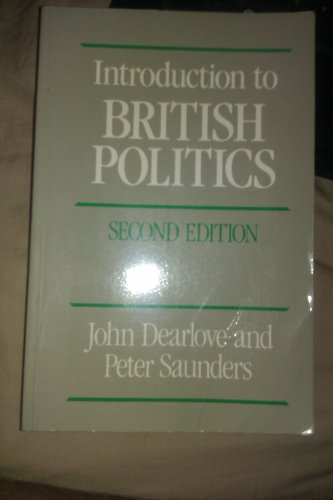 Introduction to
BRITISH
POLITICS
SECOND EDITION
John Dearlove and
Peter Saunders